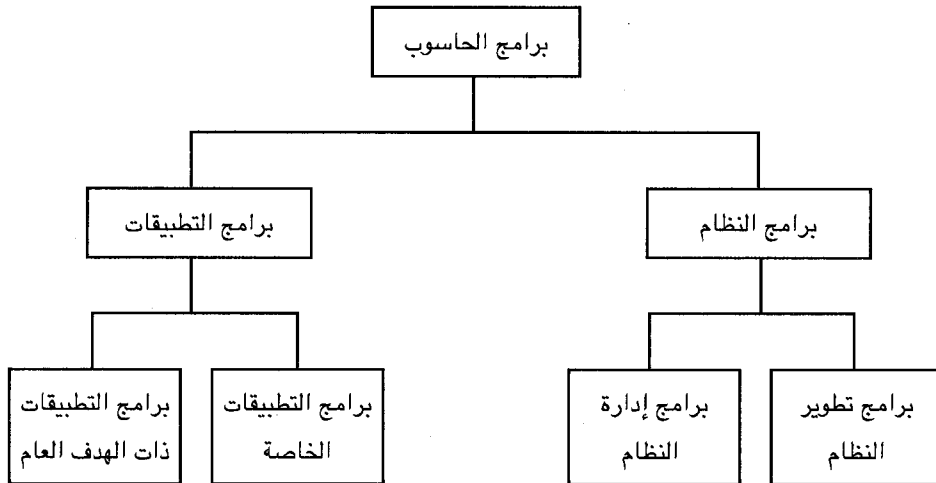 برامج الحاسوب
برامج النظام
برامج التطبيقات
برامج تطوير
النظام
برامج إدارة
النظام
برامج التطبيقات
الخاصة
برامج التطبيقات
ذات الهدف العام